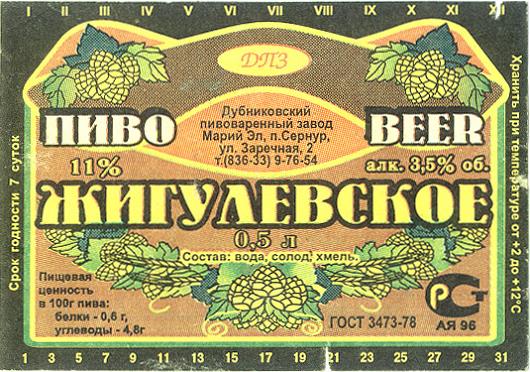 I II III IV V VI VII VIII IX X XI XII
ДПЗ
Дубниковский
пивоваренный завод
Марий Эл, п.Сернур,
ул. Заречная, 2
т.(836-33) 9-76-54
ПИВО
BEER
11%
алк. 3,5% об.
ЖИГУЛЕВСКОЕ
0,5 л
Состав: вода, солод, хмель.
Пищевая
ценность
в 100г пива:
белки - 0,6 г,
углеводы - 4,8г
ГОСТ 3473-78
РСТ
АЯ 96
Срок годности 7 суток
Хранить при температуре от +2 до +12°С
1 3 5 7 9 11 13 15 17 19 21 23 25 27 29 31